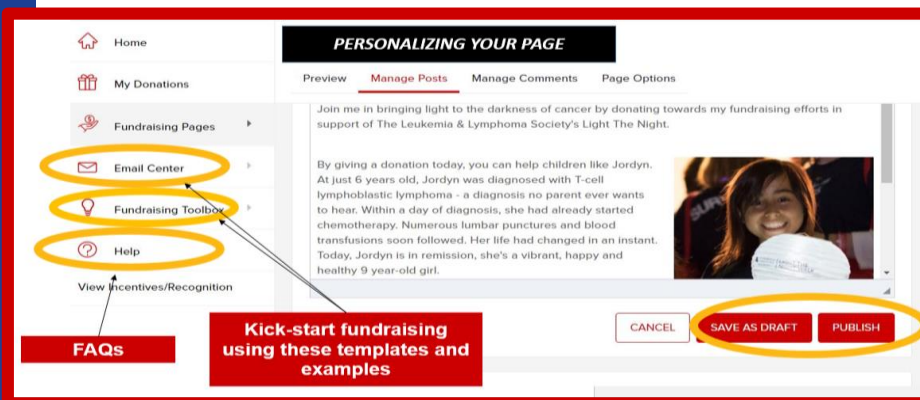 Home
PERSONALIZING YOUR PAGE
My Donations
Preview Manage Posts Manage Comments Page Options
Fundraising Pages
Join me in bringing light to the darkness of cancer by donating towards my fundraising efforts in
support of The Leukemia & Lymphoma Society's Light The Night.
Email Center
Fundraising Toolbox
Help
View Incentives/Recognition
By giving a donation today, you can help children like Jordyn.
At just 6 years old, Jordyn was diagnosed with T-cell
lymphoblastic lymphoma - a diagnosis no parent ever wants
to hear. Within a day of diagnosis, she had already started
chemotherapy. Numerous lumbar punctures and blood
transfusions soon followed. Her life had changed in an instant.
Today, Jordyn is in remission, she's a vibrant, happy and
healthy 9 year-old girl.
CANCEL SAVE AS DRAFT PUBLISH
FAQs
Kick-start fundraising
using these templates and
examples